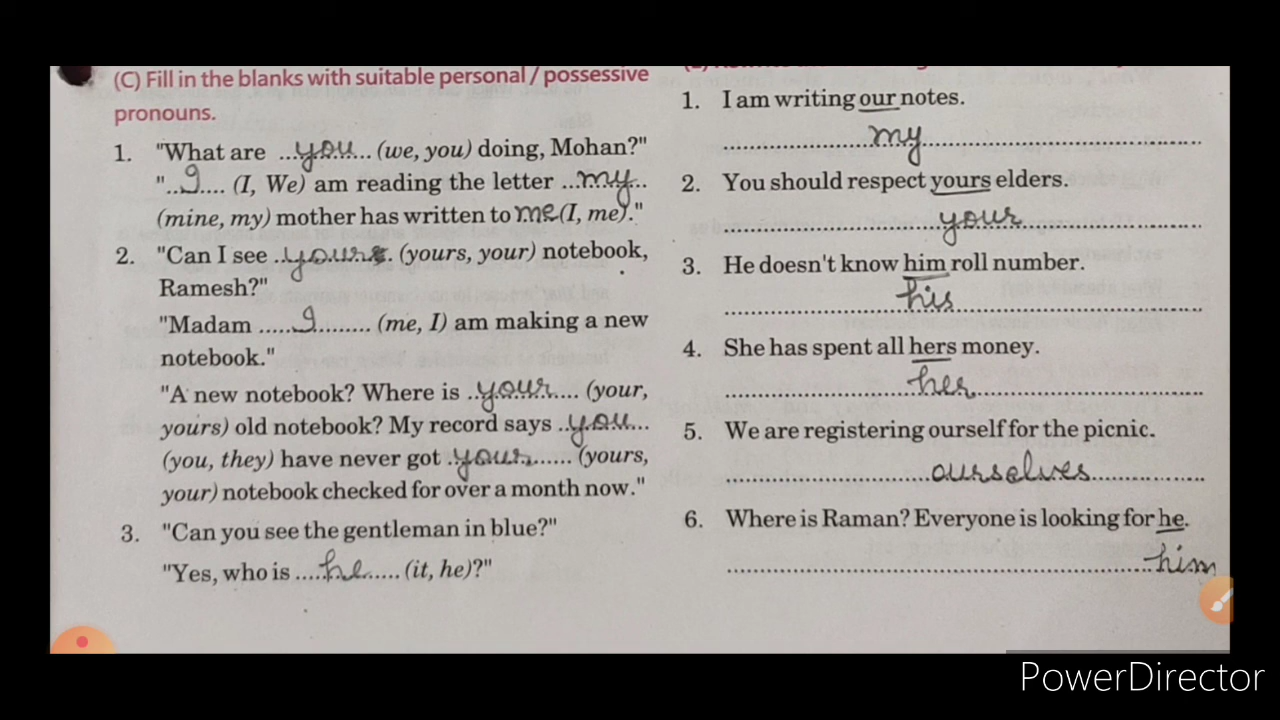 (C) Fill in the blanks with suitable personal / possessive
pronouns.
1. "What are ...you... (we, you) doing, Mohan?"
"...I.... (I, We) am reading the letter ...my...
(mine, my) mother has written to me (I, me)."
2. "Can I see ..yours. (yours, your) notebook,
Ramesh?"
"Madam ......I......... (me, I) am making a new
notebook."
"A new notebook? Where is ..your.... (your,
yours) old notebook? My record says ..you...
(you, they) have never got ..your....... (yours,
your) notebook checked for over a month now."
3. "Can you see the gentleman in blue?"
"Yes, who is .....he..... (it, he)?"
1. I am writing our notes.
my
2. You should respect yours elders.
your
3. He doesn't know him roll number.
his
4. She has spent all hers money.
her
5. We are registering ourself for the picnic.
ourselves
6. Where is Raman? Everyone is looking for he.
him
PowerDirector